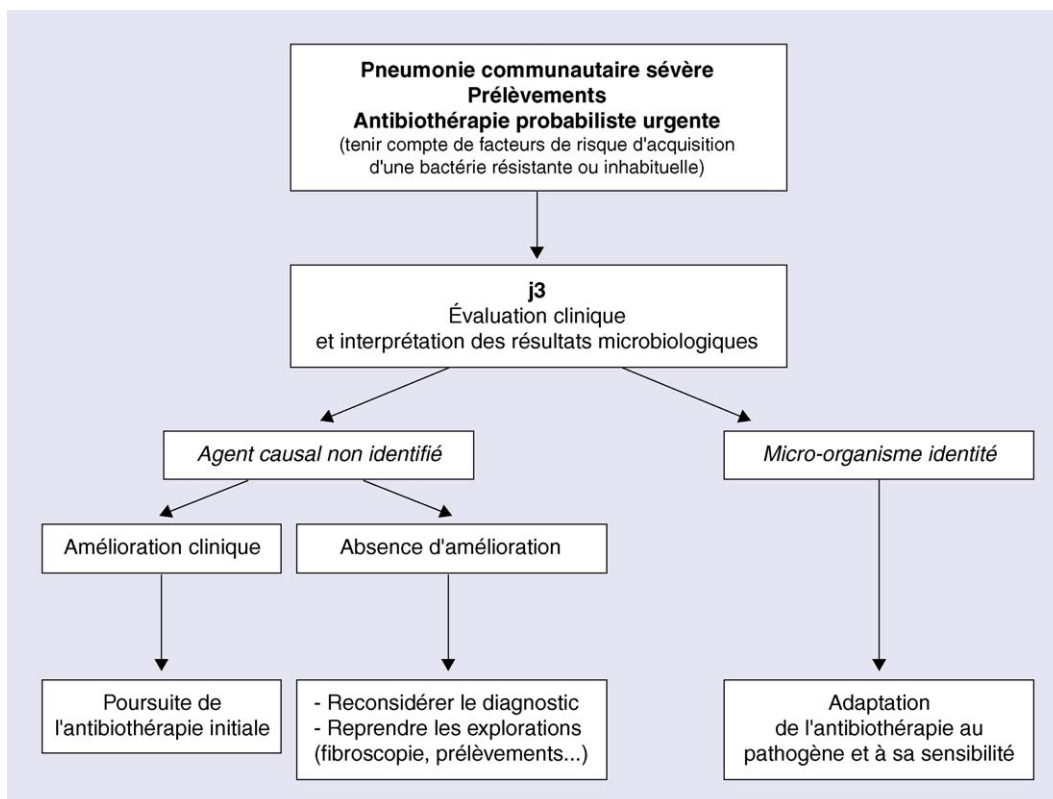 Pneumonie communautaire sévère
Prélèvements
Antibiothérapie probabiliste urgente
(tenir compte de facteurs de risque d'acquisition
d'une bactérie résistante ou inhabituelle)
j3
Évaluation clinique
et interprétation des résultats microbiologiques
Agent causal non identifié
Micro-organisme identité
Amélioration clinique
Absence d'amélioration
Poursuite de
l'antibiothérapie initiale
- Reconsidérer le diagnostic
- Reprendre les explorations
(fibroscopie, prélèvements...)
Adaptation
de l'antibiothérapie au
pathogène et à sa sensibilité